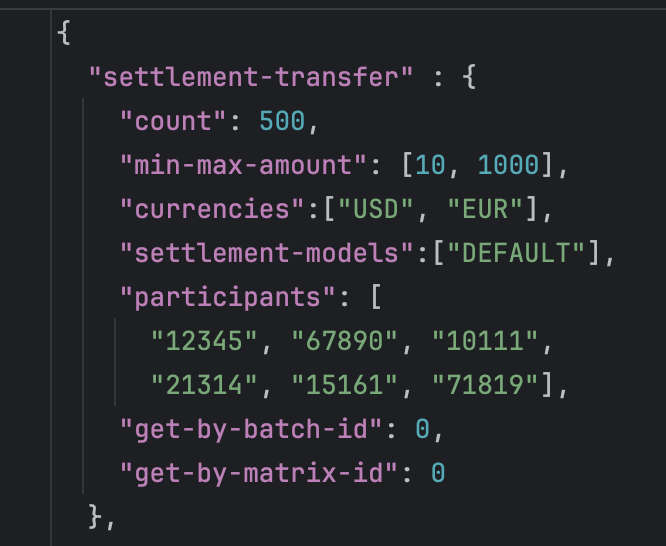 {
"settlement-transfer" : {
"count": 500,
"min-max-amount": [10, 1000],
"currencies":["USD", "EUR"],
"settlement-models":["DEFAULT"],
"participants": [
"12345", "67890", "10111",
"21314", "15161", "71819"],
"get-by-batch-id": 0,
"get-by-matrix-id": 0
},